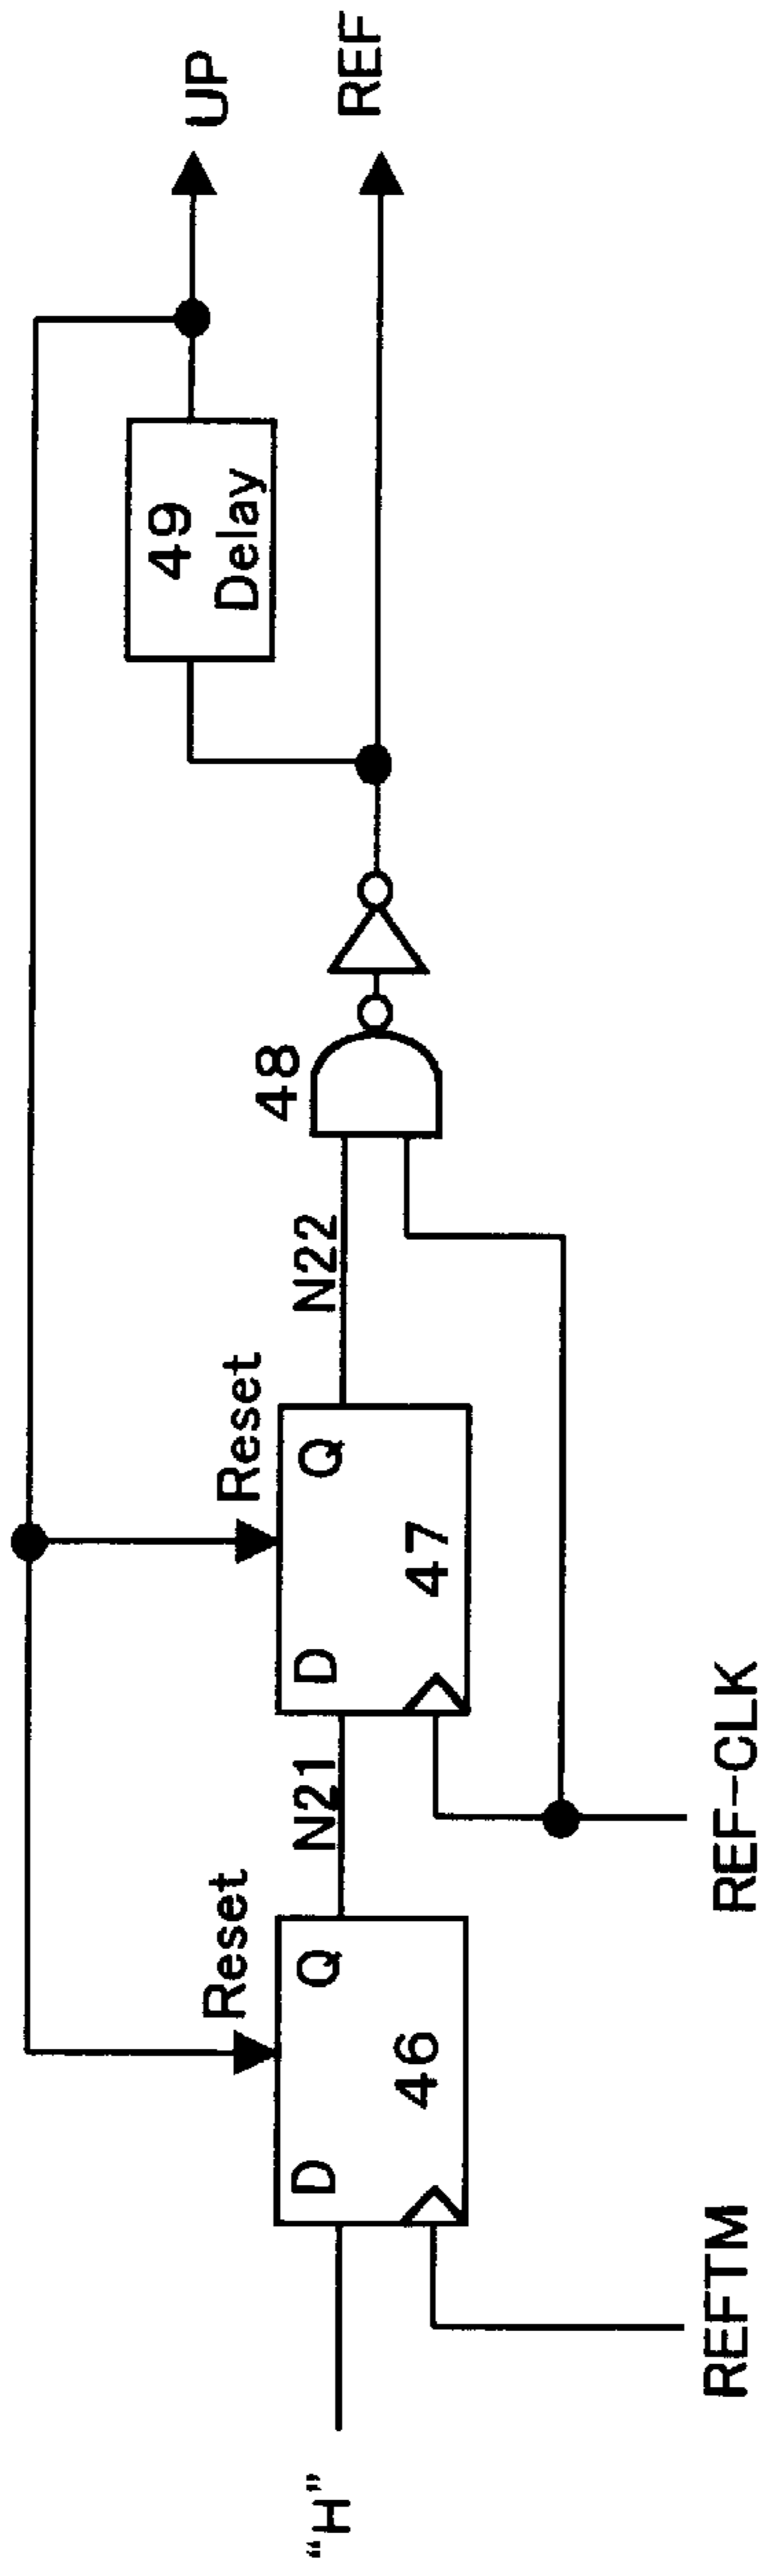 UP
REF
49
Delay
48
N22
Reset
Q
D
47
N21
REF-CLK
Reset
Q
D
46
REFTM
“H”